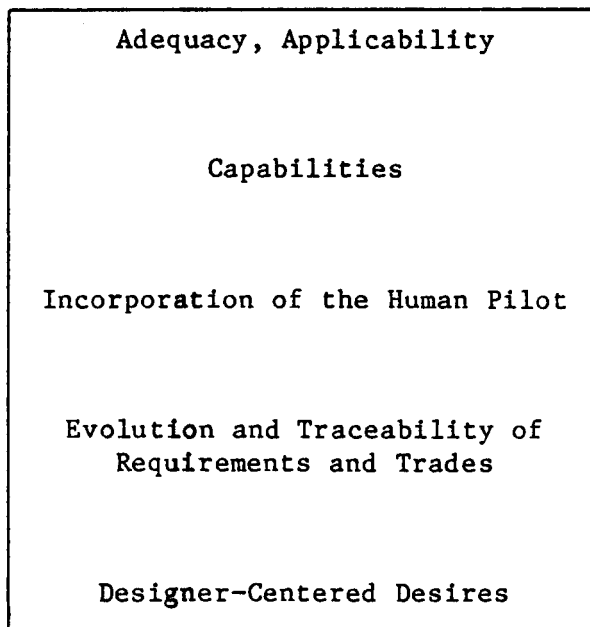 Adequacy, Applicability
Capabilities
Incorporation of the Human Pilot
Evolution and Traceability of
Requirements and Trades
Designer-Centered Desires